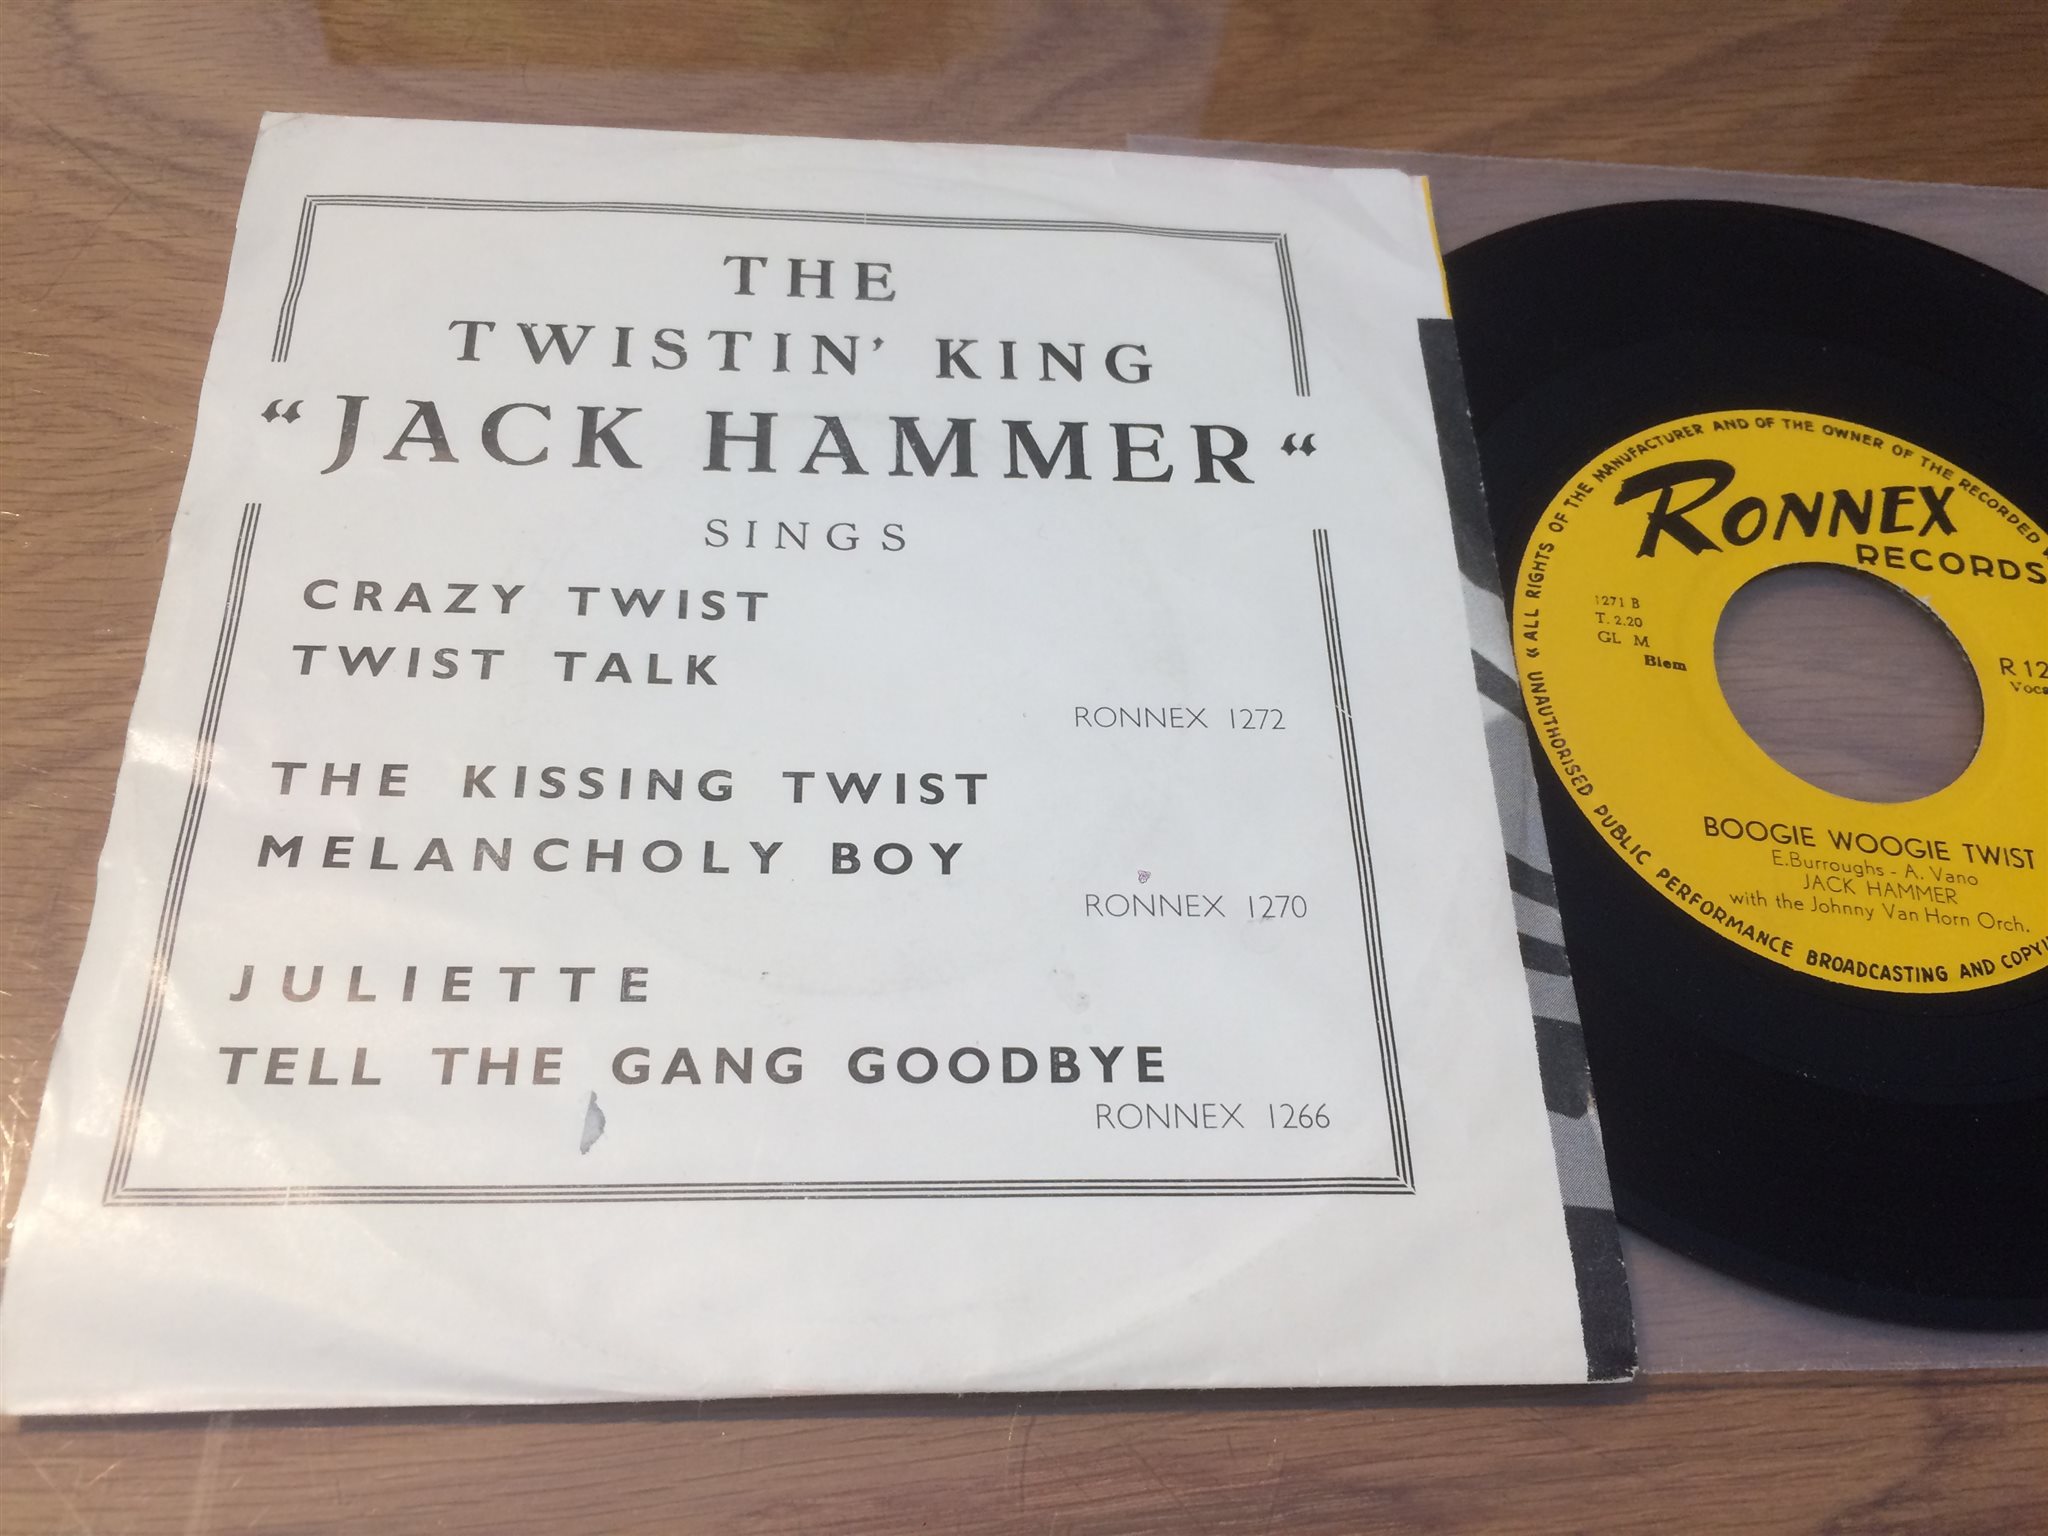 THE
TWISTIN' KING
“JACK HAMMER“
SINGS
CRAZY TWIST
TWIST TALK
RONNEX 1272
THE KISSING TWIST
MELANCHOLY BOY
RONNEX 1270
JULIETTE
TELL THE GANG GOODBYE
RONNEX 1266
« ALL RIGHTS OF THE MANUFACTURER AND OF THE OWNER OF THE RECORDED
RONNEX
RECORDS
1271 B
T. 2.20
GL M
Biem
R 12
Voca
BOOGIE WOOGIE TWIST
E.Burroughs - A. Vano
JACK HAMMER
with the Johnny Van Horn Orch.
UNAUTHORISED PUBLIC PERFORMANCE BROADCASTING AND COPYI